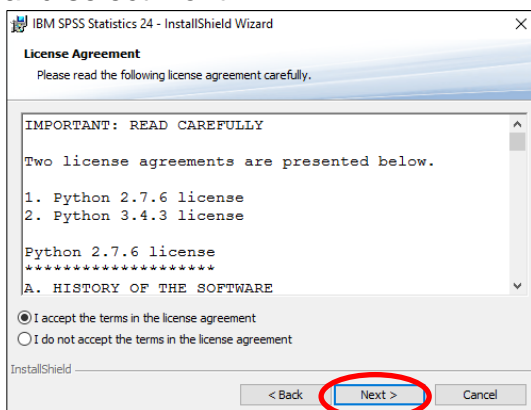 IBM SPSS Statistics 24 - InstallShield Wizard
License Agreement
Please read the following license agreement carefully.
IMPORTANT: READ CAREFULLY
Two license agreements are presented below.
1. Python 2.7.6 license
2. Python 3.4.3 license
Python 2.7.6 license
*********************
A. HISTORY OF THE SOFTWARE
I accept the terms in the license agreement
I do not accept the terms in the license agreement
InstallShield
< Back Next > Cancel